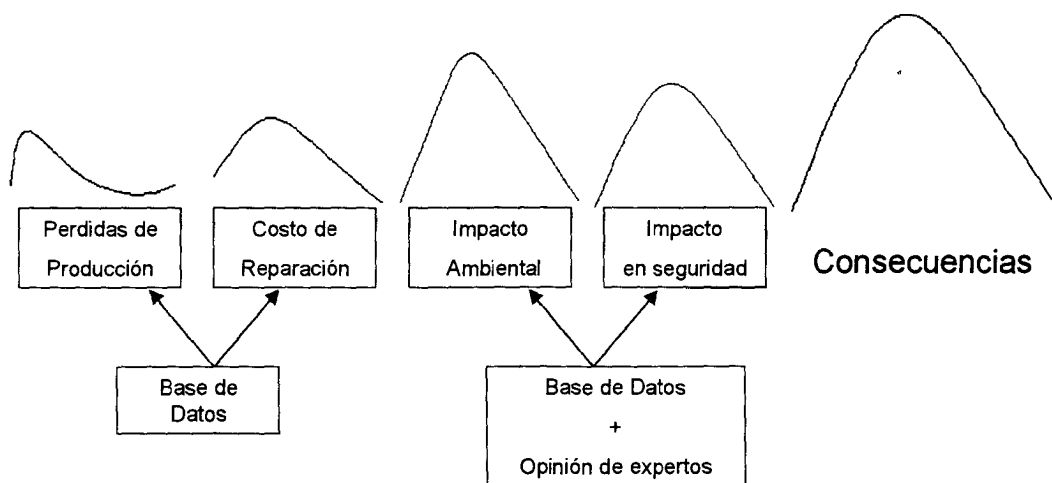 Perdidas de
Producción
Costo de
Reparación
Impacto
Ambiental
Impacto
en seguridad
Consecuencias
Base de
Datos
Base de Datos
+
Opinión de expertos